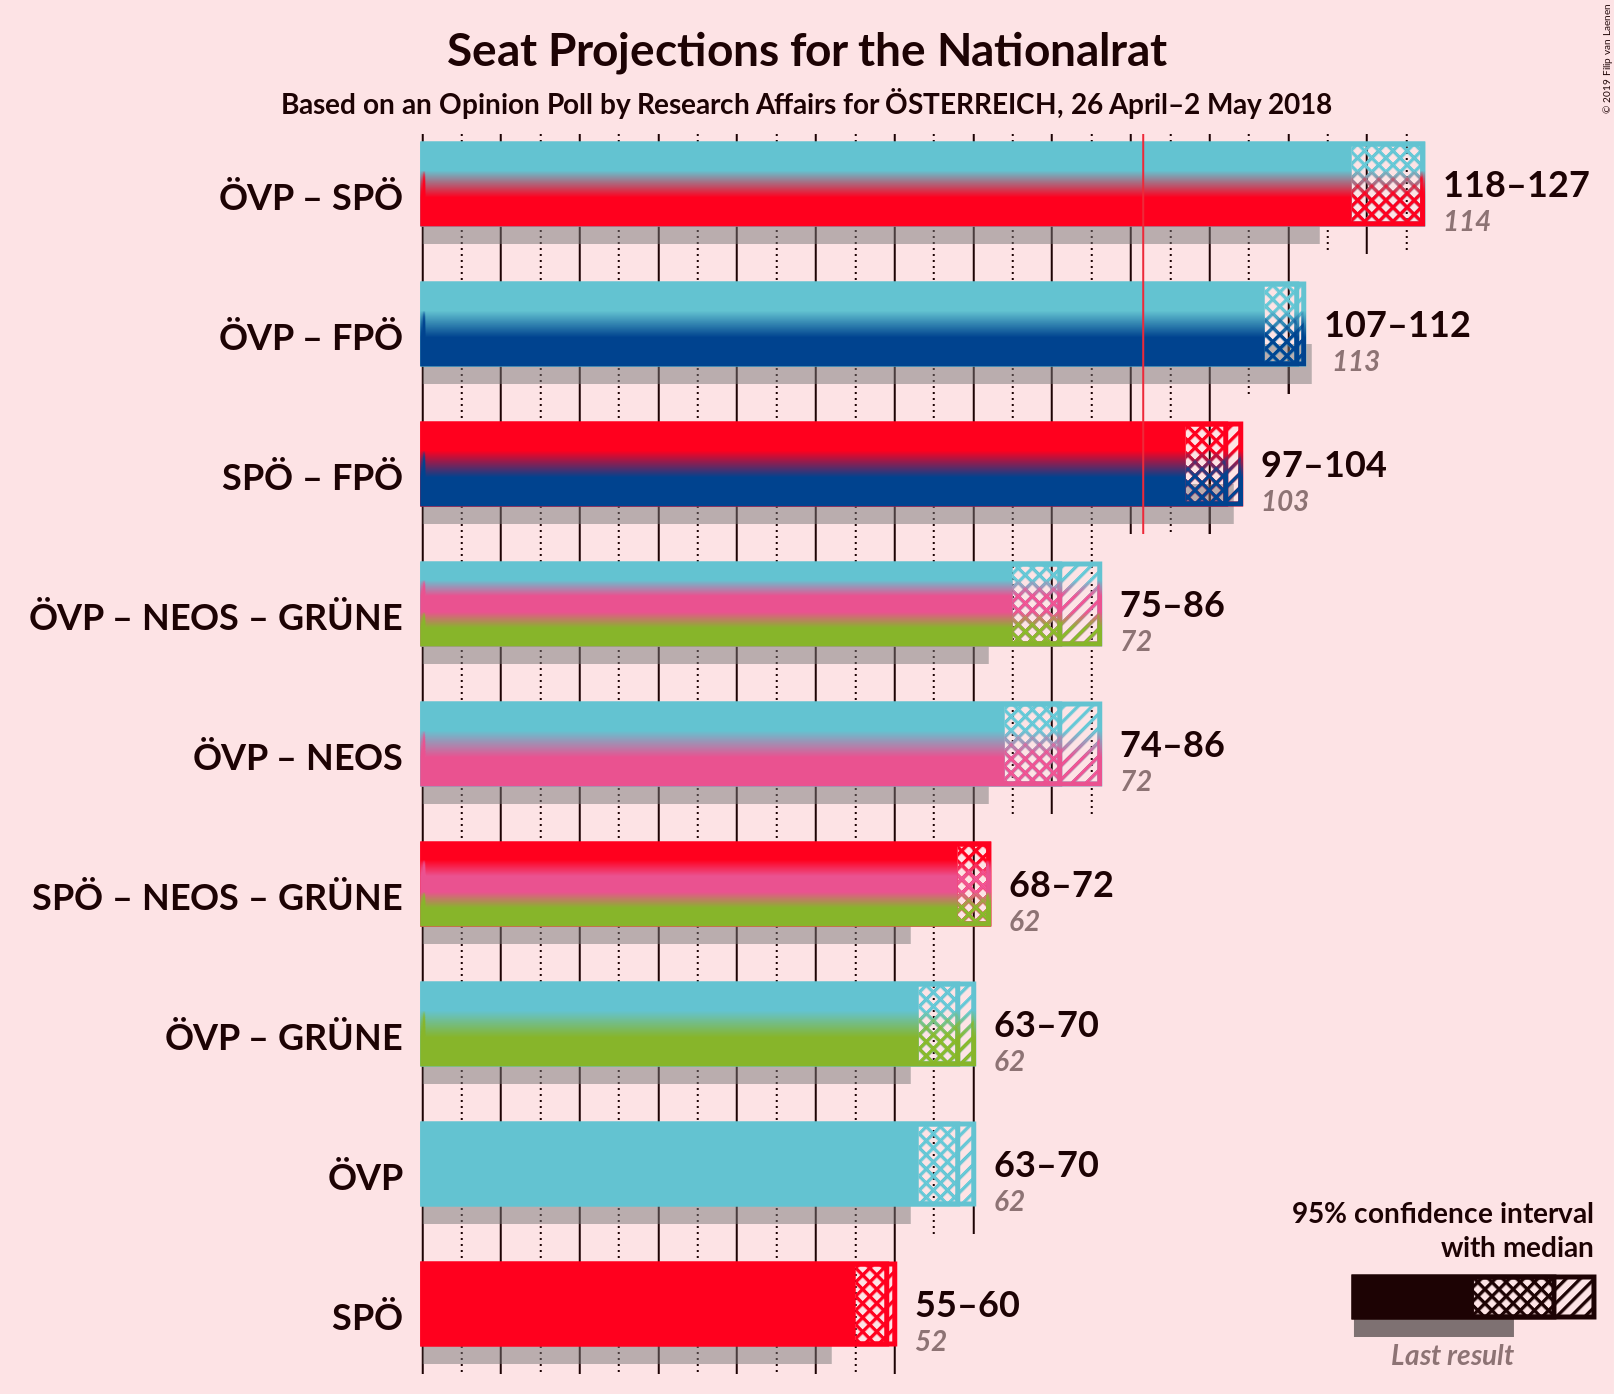 Seat Projections for the Nationalrat
Based on an Opinion Poll by Research Affairs for ÖSTERREICH, 26 April–2 May 2018
© 2019 Filip van Laenen
ÖVP – SPÖ
118–127
114
ÖVP – FPÖ
107–112
113
SPÖ – FPÖ
97–104
103
ÖVP – NEOS – GRÜNE
75–86
72
ÖVP – NEOS
74–86
72
SPÖ – NEOS – GRÜNE
68–72
62
ÖVP – GRÜNE
63–70
62
ÖVP
63–70
62
SPÖ
55–60
52
95% confidence interval
with median
Last result